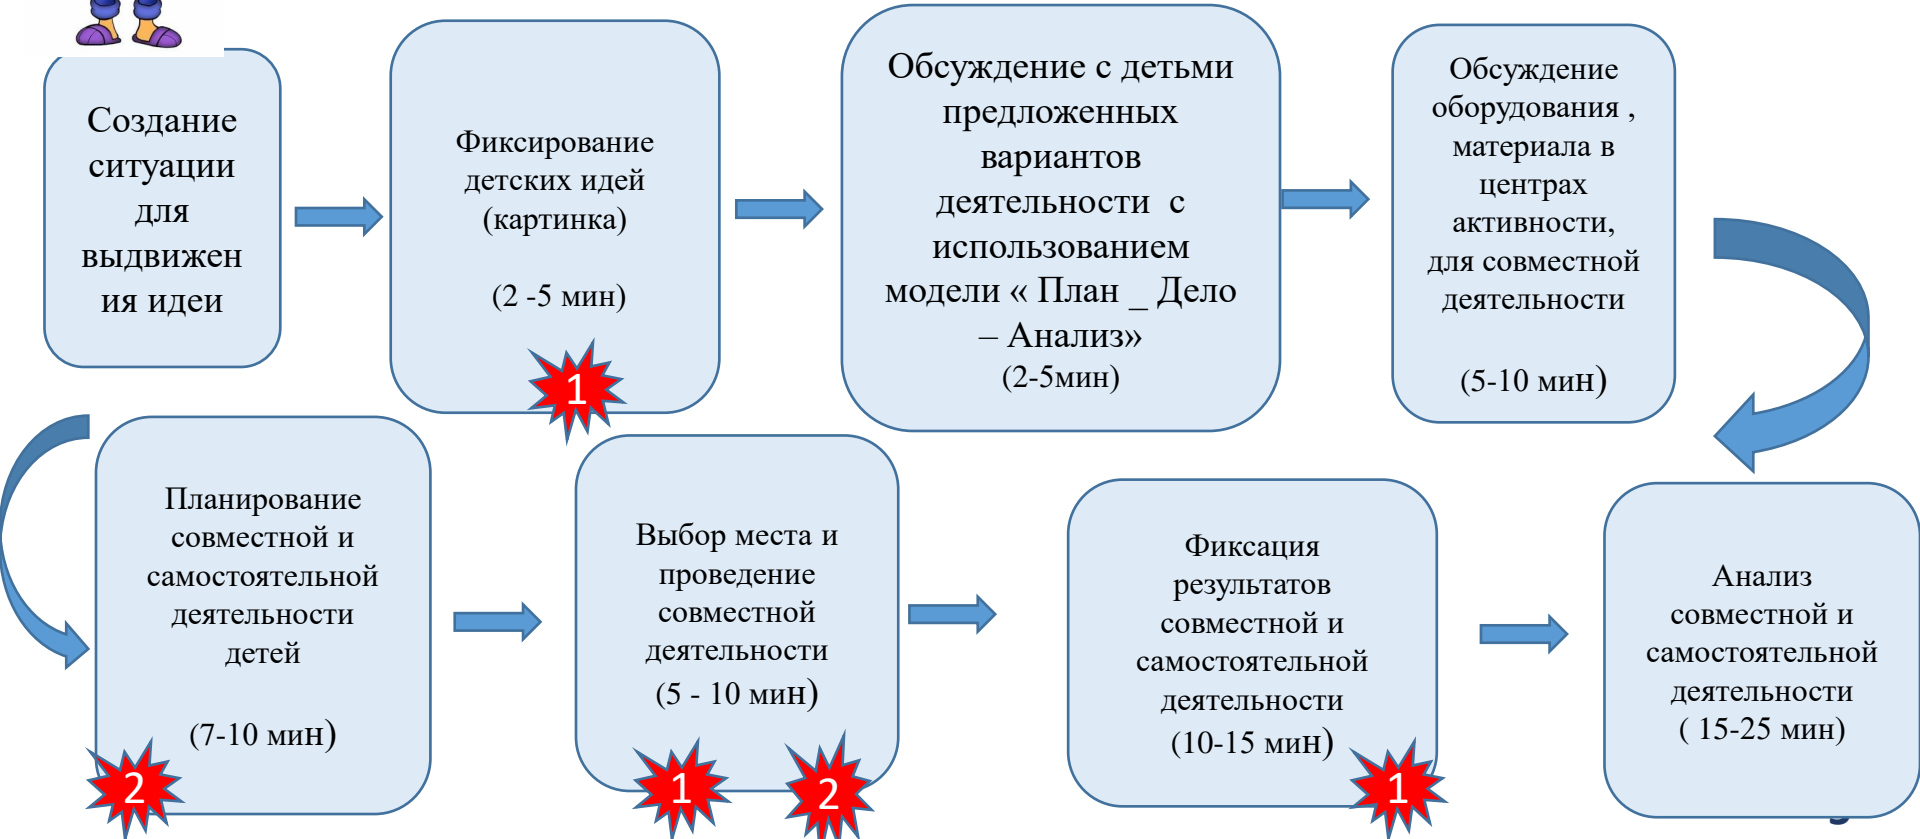 Создание
ситуации
для
выдвижен
ия идеи
Фиксирование
детских идей
(картинка)
(2 -5 мин)
1
Обсуждение с детьми
предложенных
вариантов
деятельности с
использованием
модели « План _ Дело
– Анализ»
(2-5мин)
Обсуждение
оборудования ,
материала в
центрах
активности,
для совместной
деятельности
(5-10 мин)
Планирование
совместной и
самостоятельной
деятельности
детей
(7-10 мин)
2
Выбор места и
проведение
совместной
деятельности
(5 - 10 мин)
1
2
Фиксация
результатов
совместной и
самостоятельной
деятельности
(10-15 мин)
1
Анализ
совместной и
самостоятельной
деятельности
( 15-25 мин)